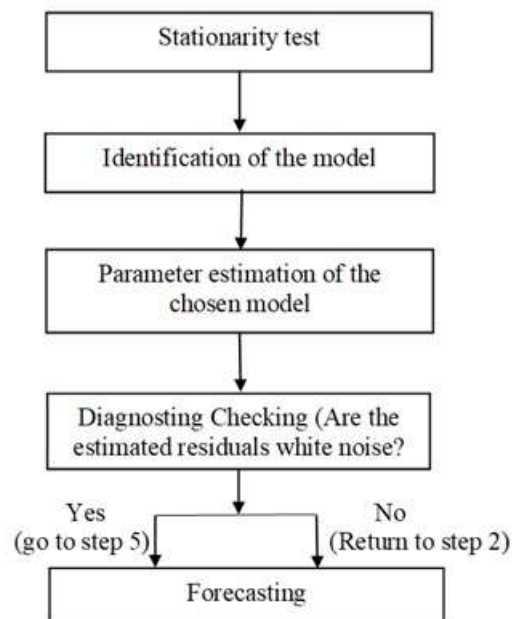 Stationarity test
Identification of the model
Parameter estimation of the
chosen model
Diagnosting Checking (Are the
estimated residuals white noise?
Yes
(go to step 5)
No
(Return to step 2)
Forecasting